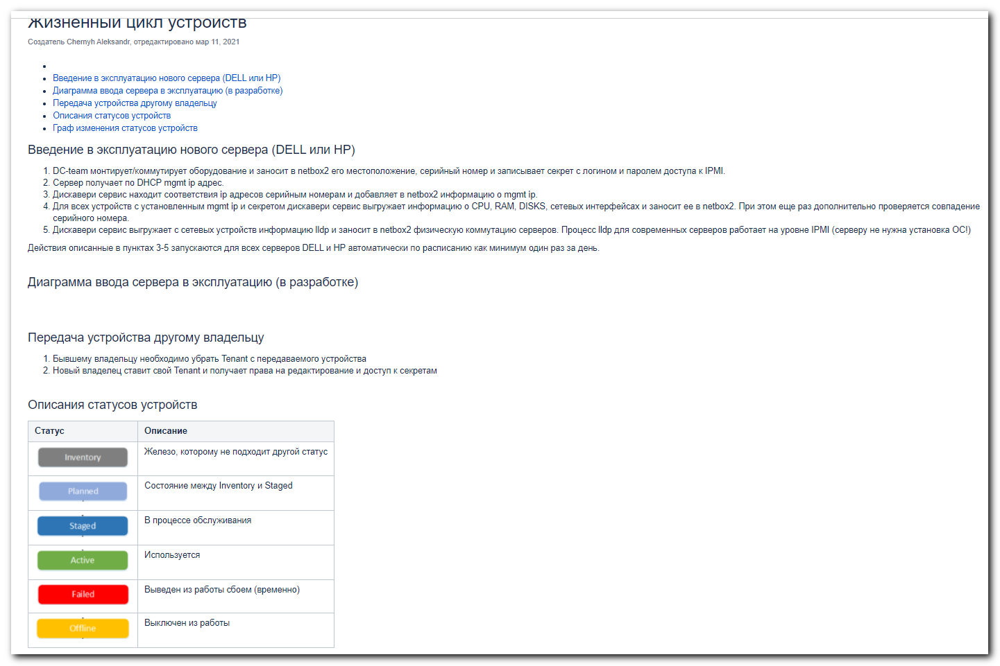 Жизненный цикл устройств
Создатель Chernyh Aleksandr, отредактировано мар 11, 2021
Введение в эксплуатацию нового сервера (DELL или HP)
Диаграмма ввода сервера в эксплуатацию (в разработке)
Передача устройства другому владельцу
Описания статусов устройств
Граф изменения статусов устройств
Введение в эксплуатацию нового сервера (DELL или HP)
1. DC-team монтирует/коммутирует оборудование и заносит в netbox2 его местоположение, серийный номер и записывает секрет с логином и паролем доступа к IPMI.
2. Сервер получает по DHCP mgmt ip адрес.
3. Дискавери сервис находит соответствия ip адресов серийным номерам и добавляет в netbox2 информацию о mgmt ip.
4. Для всех устройств с установленным mgmt ip и секретом дискавери сервис выгружает информацию о CPU, RAM, DISKS, сетевых интерфейсах и заносит ее в netbox2. При этом еще раз дополнительно проверяется совпадение
серийного номера.
5. Дискавери сервис выгружает с сетевых устройств информацию lldp и заносит в netbox2 физическую коммутацию серверов. Процесс lldp для современных серверов работает на уровне IPMI (серверу не нужна установка ОС!)
Действия описанные в пунктах 3-5 запускаются для всех серверов DELL и HP автоматически по расписанию как минимум один раз за день.
Диаграмма ввода сервера в эксплуатацию (в разработке)
Передача устройства другому владельцу
1. Бывшему владельцу необходимо убрать Tenant с передаваемого устройства
2. Новый владелец ставит свой Tenant и получает права на редактирование и доступ к секретам
Описания статусов устройств
Статус Описание
Inventory Железо, которому не подходит другой статус
Planned Состояние между Inventory и Staged
Staged В процессе обслуживания
Active Используется
Failed Выведен из работы сбоем (временно)
Offline Выключен из работы